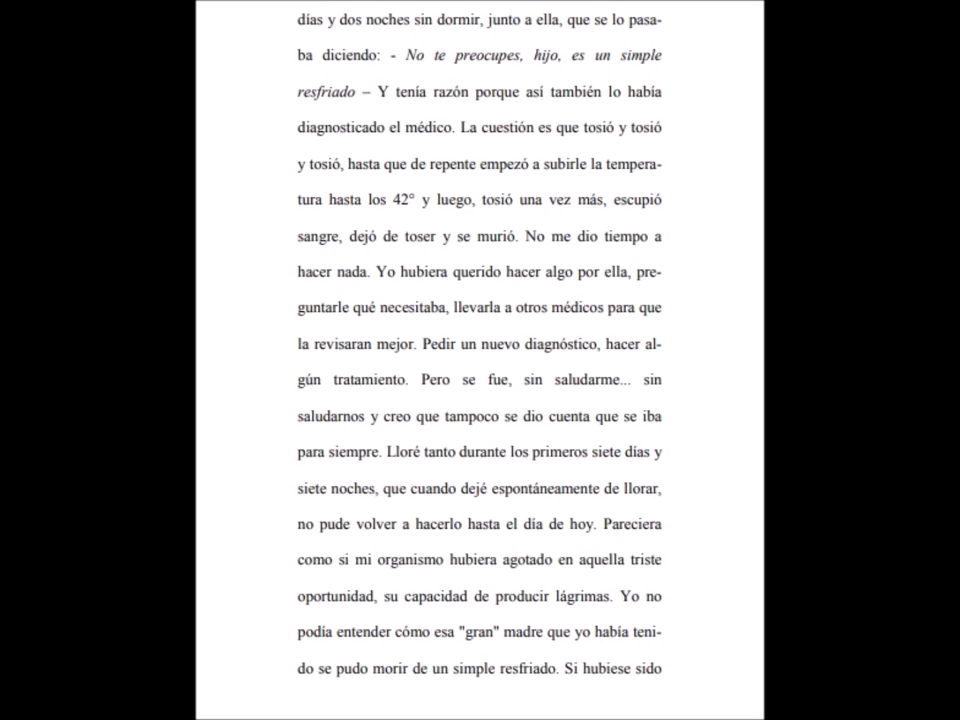 días y dos noches sin dormir, junto a ella, que se lo pasa-
ba diciendo: - No te preocupes, hijo, es un simple
resfriado – Y tenía razón porque así también lo había
diagnosticado el médico. La cuestión es que tosió y tosió
y tosió, hasta que de repente empezó a subirle la tempera-
tura hasta los 42° y luego, tosió una vez más, escupió
sangre, dejó de toser y se murió. No me dio tiempo a
hacer nada. Yo hubiera querido hacer algo por ella, pre-
guntarle qué necesitaba, llevarla a otros médicos para que
la revisaran mejor. Pedir un nuevo diagnóstico, hacer al-
gún tratamiento. Pero se fue, sin saludarme... sin
saludarnos y creo que tampoco se dio cuenta que se iba
para siempre. Lloré tanto durante los primeros siete días y
siete noches, que cuando dejé espontáneamente de llorar,
no pude volver a hacerlo hasta el día de hoy. Pareciera
como si mi organismo hubiera agotado en aquella triste
oportunidad, su capacidad de producir lágrimas. Yo no
podía entender cómo esa "gran" madre que yo había teni-
do se pudo morir de un simple resfriado. Si hubiese sido